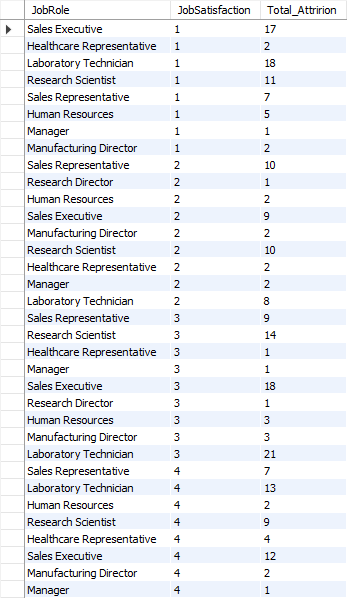 JobRole JobSatisfaction Total_Attririon
Sales Executive 1 17
Healthcare Representative 1 2
Laboratory Technician 1 18
Research Scientist 1 11
Sales Representative 1 7
Human Resources 1 5
Manager 1 1
Manufacturing Director 1 2
Sales Representative 2 10
Research Director 2 1
Human Resources 2 2
Sales Executive 2 9
Manufacturing Director 2 2
Research Scientist 2 10
Healthcare Representative 2 2
Manager 2 2
Laboratory Technician 2 8
Sales Representative 3 9
Research Scientist 3 14
Healthcare Representative 3 1
Manager 3 1
Sales Executive 3 18
Research Director 3 1
Human Resources 3 3
Manufacturing Director 3 3
Laboratory Technician 3 21
Sales Representative 4 7
Laboratory Technician 4 13
Human Resources 4 2
Research Scientist 4 9
Healthcare Representative 4 4
Sales Executive 4 12
Manufacturing Director 4 2
Manager 4 1